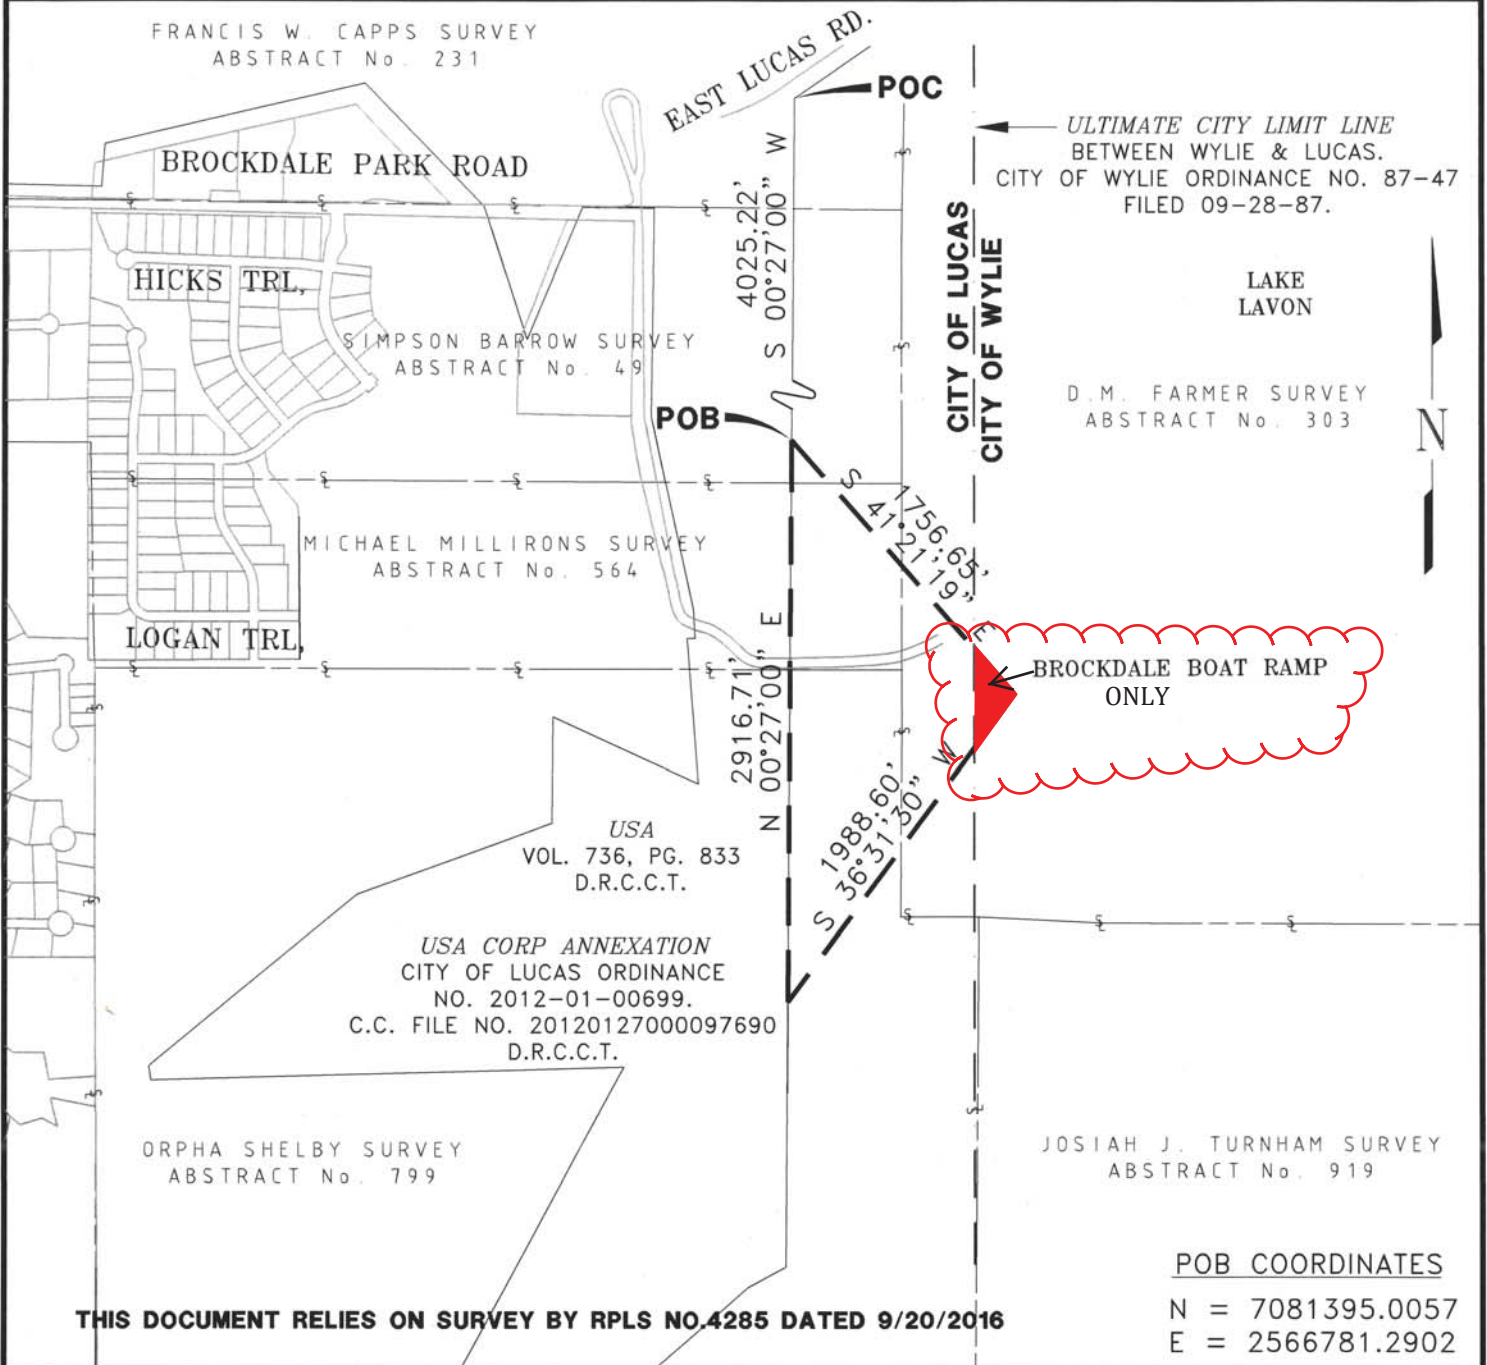 FRANCIS W. CAPPS SURVEY
ABSTRACT No. 231
EAST LUCAS RD.
POC
ULTIMATE CITY LIMIT LINE
BETWEEN WYLIE & LUCAS.
CITY OF WYLIE ORDINANCE NO. 87-47
FILED 09-28-87.
BROCKDALE PARK ROAD
4025.22'
S 00°27'00" W
CITY OF LUCAS
CITY OF WYLIE
HICKS TRL,
LAKE
LAVON
SIMPSON BARROW SURVEY
ABSTRACT No. 49
D.M. FARMER SURVEY
ABSTRACT No. 303
N
POB
1756.65'
S 41°21'19" E
MICHAEL MILLIRONS SURVEY
ABSTRACT No. 564
LOGAN TRL,
2916.71'
N 00°27'00" E
BROCKDALE BOAT RAMP
ONLY
1988.60'
S 36°31'30" W
USA
VOL. 736, PG. 833
D.R.C.C.T.
USA CORP ANNEXATION
CITY OF LUCAS ORDINANCE
NO. 2012-01-00699.
C.C. FILE NO. 20120127000097690
D.R.C.C.T.
ORPHA SHELBY SURVEY
ABSTRACT No. 799
JOSIAH J. TURNHAM SURVEY
ABSTRACT No. 919
POB COORDINATES
N = 7081395.0057
E = 2566781.2902
THIS DOCUMENT RELIES ON SURVEY BY RPLS NO.4285 DATED 9/20/2016